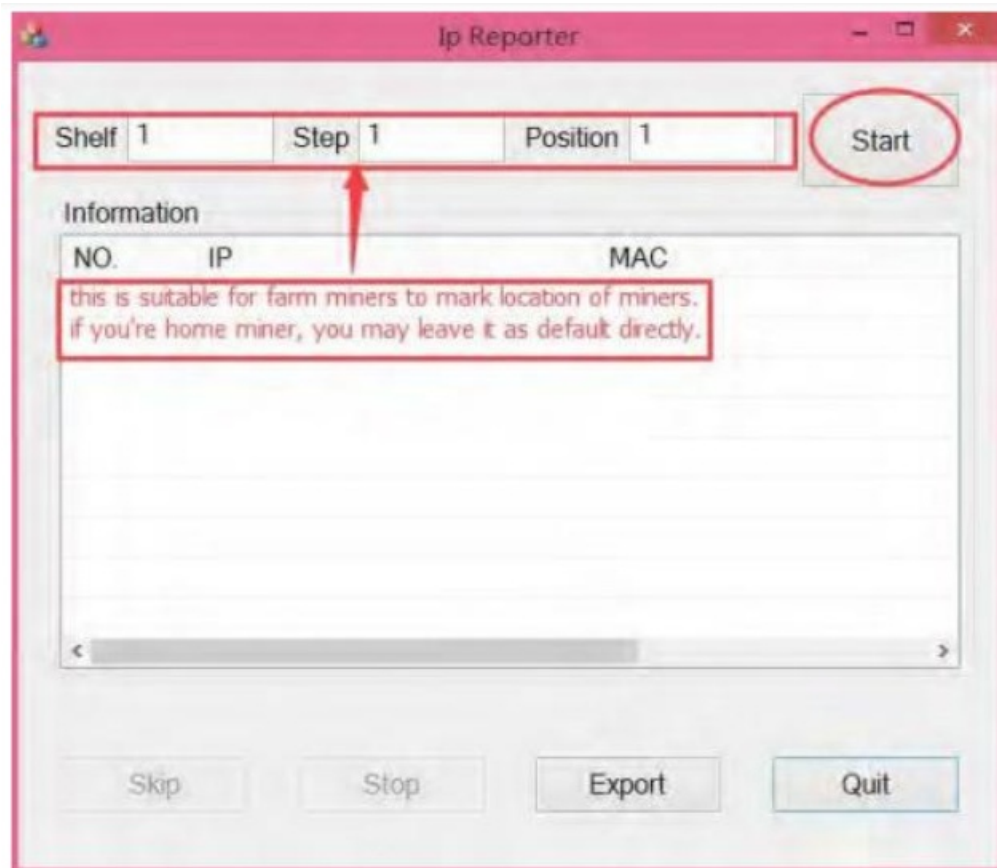 Ip Reporter
Shelf 1 Step 1 Position 1 Start
Information
NO. IP MAC
this is suitable for farm miners to mark location of miners.
if you're home miner, you may leave it as default directly.
Skip Stop Export Quit